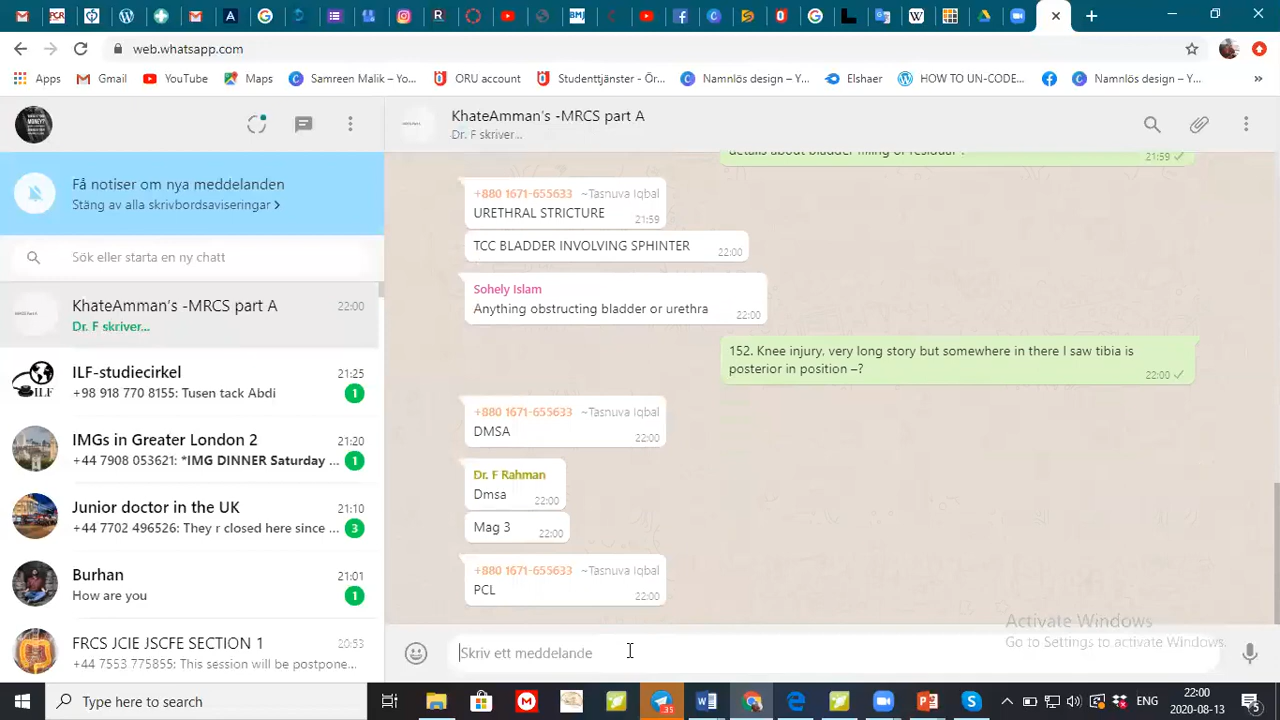 web.whatsapp.com
Apps
Gmail
YouTube
Maps
Samreen Malik – Yo...
ORU account
Studenttjänster - Ör...
Namnlös design – Y...
Elshaer
HOW TO UN-CODE...
Namnlös design – Y...
KhateAmman's -MRCS part A
Dr. F skriver...
Få notiser om nya meddelanden
Stäng av alla skrivbordsaviseringar >
Sök eller starta en ny chatt
KhateAmman's -MRCS part A 22:00
Dr. F skriver...
ILF-studiecirkel 21:25
+98 918 770 8155: Tusen tack Abdi 1
IMGs in Greater London 2 21:20
+44 7908 053621: *IMG DINNER Saturday ... 1
Junior doctor in the UK 21:10
+44 7702 496526: They r closed here since ... 3
Burhan 21:01
How are you 1
FRCS JCIE JSCFE SECTION 1 20:53
+44 7553 775855: This session will be postpone...
details about bladder filling or residual ?
21:59
+880 1671-655633 ~Tasnuva Iqbal
URETHRAL STRICTURE 21:59
TCC BLADDER INVOLVING SPHINTER 22:00
Sohely Islam
Anything obstructing bladder or urethra 22:00
152. Knee injury, very long story but somewhere in there I saw tibia is
posterior in position –? 22:00
+880 1671-655633 ~Tasnuva Iqbal
DMSA 22:00
Dr. F Rahman
Dmsa 22:00
Mag 3 22:00
+880 1671-655633 ~Tasnuva Iqbal
PCL 22:00
Skriv ett meddelande
Activate Windows
Go to Settings to activate Windows.
Type here to search
35
ENG
22:00
2020-08-13
5